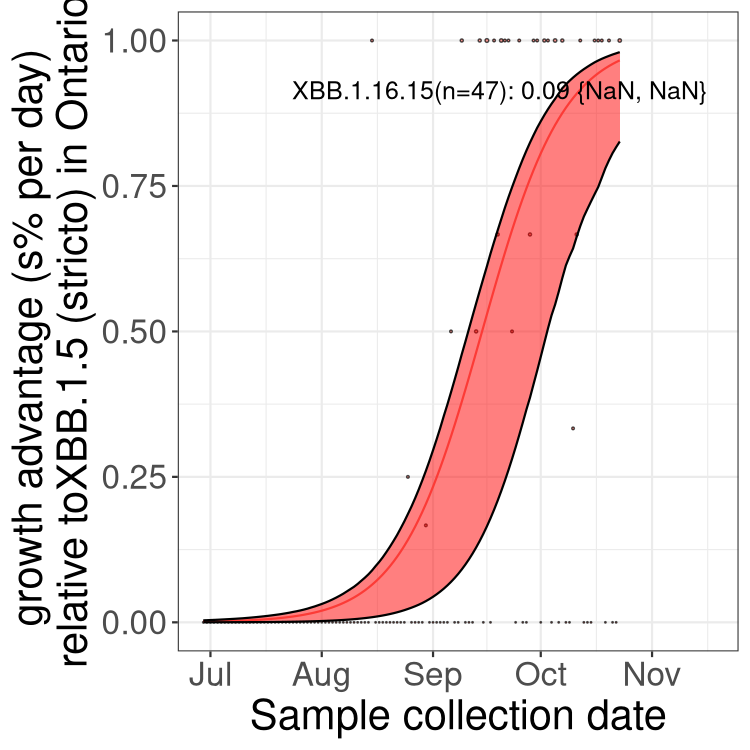 growth advantage (s% per day)
relative toXBB.1.5 (stricto) in Ontario
1.00
0.75
0.50
0.25
0.00
XBB.1.16.15(n=47): 0.09 {NaN, NaN}
Jul Aug Sep Oct Nov
Sample collection date